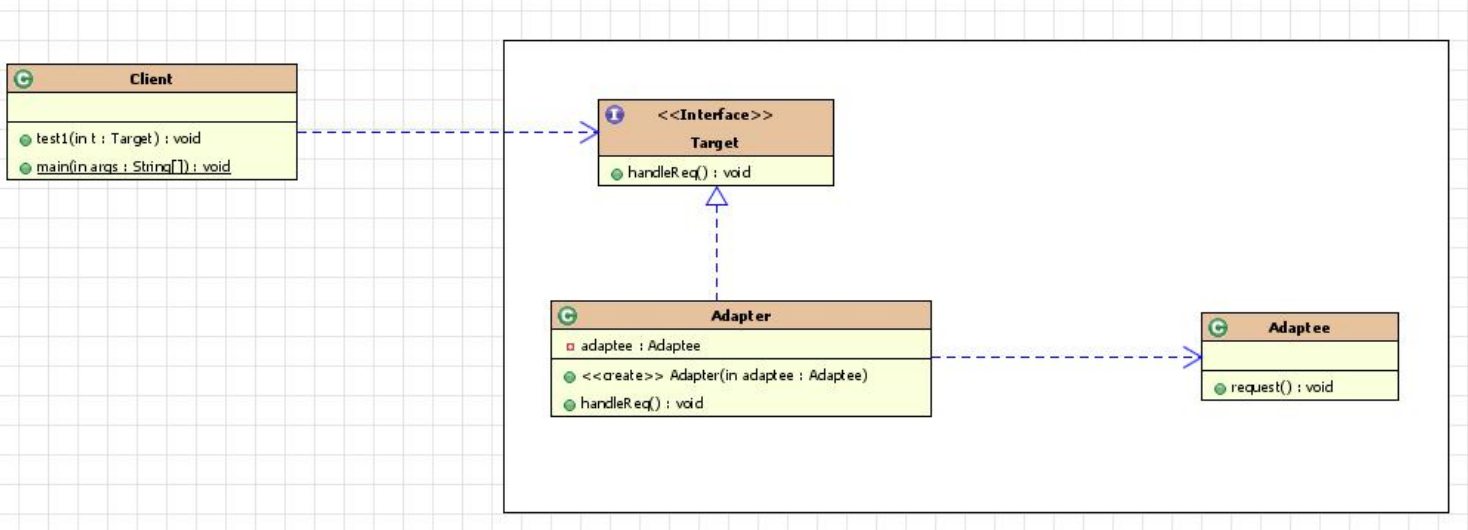 Client
test1(in t : Target) : void
main(in args : String[]) : void
<<Interface>>
Target
handleReq() : void
Adapter
adaptee : Adaptee
<<create>> Adapter(in adaptee : Adaptee)
handleReq() : void
Adaptee
request() : void